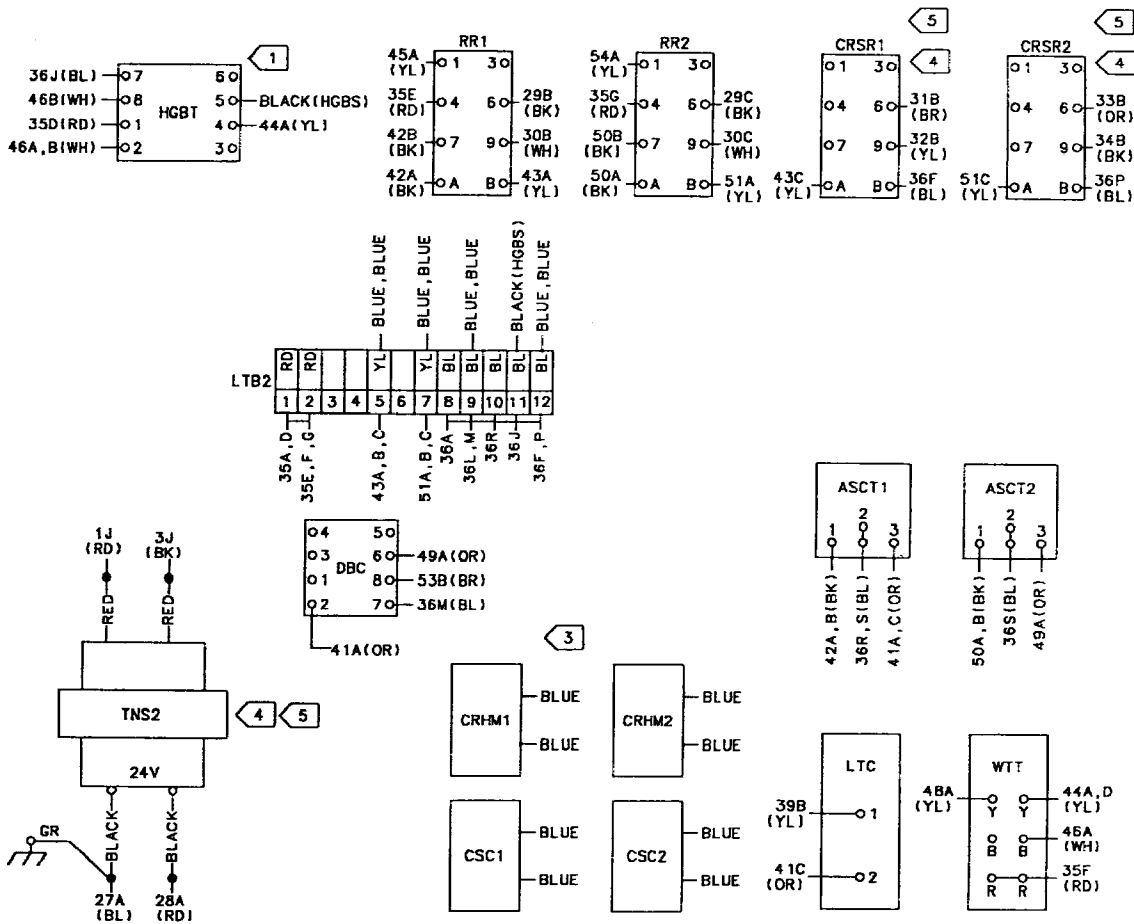 1
HGBT
36J(BL) 7 6
46B(WH) 8 5 BLACK(HGBS)
35D(RD) 1 4 44A(YL)
46A,B(WH) 2 3
RR1
45A (YL) 1 3
35E (RD) 4 6 29B (BK)
42B (BK) 7 9 30B (WH)
42A (BK) A B 43A (YL)
RR2
54A (YL) 1 3
35G (RD) 4 6 29C (BK)
50B (BK) 7 9 30C (WH)
50A (BK) A B 51A (YL)
5
4
CRSR1
1 3
4 6 31B (BR)
7 9 32B (YL)
43C (YL) A B 36F (BL)
5
4
CRSR2
1 3
4 6 33B (OR)
7 9 34B (BK)
51C (YL) A B 36P (BL)
BLUE,BLUE
BLUE,BLUE
BLUE,BLUE
BLACK(HGBS)
BLUE,BLUE
LTB2
RD RD YL YL BL BL BL BL BL
1 2 3 4 5 6 7 8 9 10 11 12
35A,D
35E,F,G
43A,B,C
51A,B,C
36A
36L,M
36R
36J
36F,P
DBC
4 5
3 6 49A(OR)
1 8 53B(BR)
2 7 36M(BL)
41A(OR)
ASCT1
2
1 3
42A,B(BK)
36R,S(BL)
41A,C(OR)
ASCT2
2
1 3
50A,B(BK)
36S(BL)
49A(OR)
1J (RD)
3J (BK)
RED
RED
TNS2
4 5
24V
BLACK
BLACK
GR
27A (BL)
28A (RD)
3
CRHM1
BLUE
BLUE
CRHM2
BLUE
BLUE
CSC1
BLUE
BLUE
CSC2
BLUE
BLUE
LTC
39B (YL) 1
41C (OR) 2
WTT
48A (YL) Y Y 44A,D (YL)
B B 46A (WH)
R R 35F (RD)